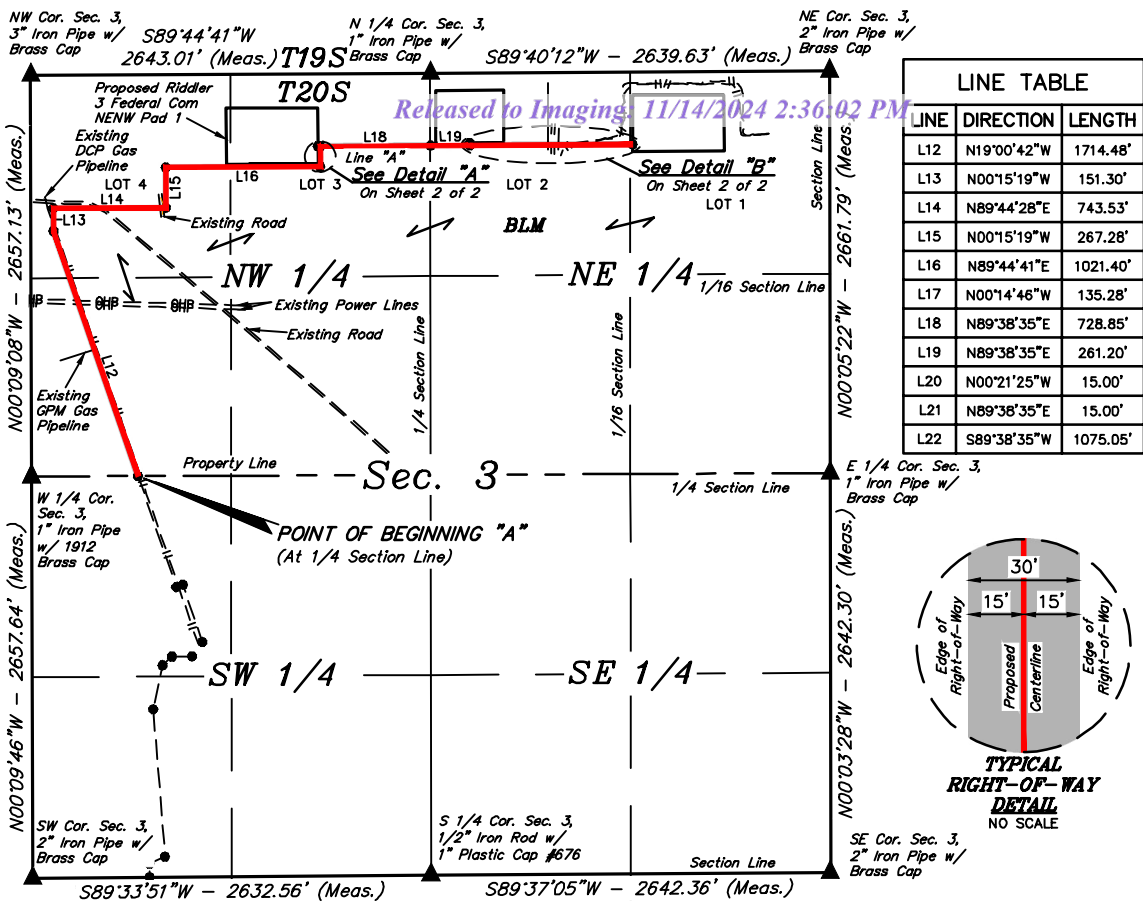 NW Cor. Sec. 3,
3" Iron Pipe w/
Brass Cap
S89°44'41"W
2643.01' (Meas.)
T19S
T20S
N 1/4 Cor. Sec. 3,
1" Iron Pipe w/
Brass Cap
S89°40'12"W - 2639.63' (Meas.)
NE Cor. Sec. 3,
2" Iron Pipe w/
Brass Cap
Released to Imaging: 11/14/2024 2:36:02 PM
Proposed Riddler
3 Federal Com
NENW Pad 1
Existing
DCP Gas
Pipeline
LOT 4
L13
L14
L15
L16
Existing Road
L18
Line "A"
LOT 3
See Detail "A"
On Sheet 2 of 2
L19
LOT 2
See Detail "B"
On Sheet 2 of 2
LOT 1
BLM
Section Line
N00°09'08"W - 2657.13' (Meas.)
N00°05'22"W - 2661.79' (Meas.)
NW 1/4
NE 1/4
1/16 Section Line
OHP
OHP
OHP
Existing Power Lines
Existing Road
L12
Existing
GPM Gas
Pipeline
1/4 Section Line
1/16 Section Line
Property Line
Sec. 3
1/4 Section Line
W 1/4 Cor.
Sec. 3,
1" Iron Pipe
w/ 1912
Brass Cap
E 1/4 Cor. Sec. 3,
1" Iron Pipe w/
Brass Cap
POINT OF BEGINNING "A"
(At 1/4 Section Line)
N00°09'46"W - 2657.64' (Meas.)
N00°03'28"W - 2642.30' (Meas.)
SW 1/4
SE 1/4
SW Cor. Sec. 3,
2" Iron Pipe w/
Brass Cap
S 1/4 Cor. Sec. 3,
1/2" Iron Rod w/
1" Plastic Cap #676
Section Line
SE Cor. Sec. 3,
2" Iron Pipe w/
Brass Cap
S89°33'51"W - 2632.56' (Meas.)
S89°37'05"W - 2642.36' (Meas.)
LINE TABLE
LINE DIRECTION LENGTH
L12 N19°00'42"W 1714.48'
L13 N00°15'19"W 151.30'
L14 N89°44'28"E 743.53'
L15 N00°15'19"W 267.28'
L16 N89°44'41"E 1021.40'
L17 N00°14'46"W 135.28'
L18 N89°38'35"E 728.85'
L19 N89°38'35"E 261.20'
L20 N00°21'25"W 15.00'
L21 N89°38'35"E 15.00'
L22 S89°38'35"W 1075.05'
30'
15' 15'
Edge of
Right-of-Way
Proposed
Centerline
Edge of
Right-of-Way
TYPICAL
RIGHT-OF-WAY
DETAIL
NO SCALE